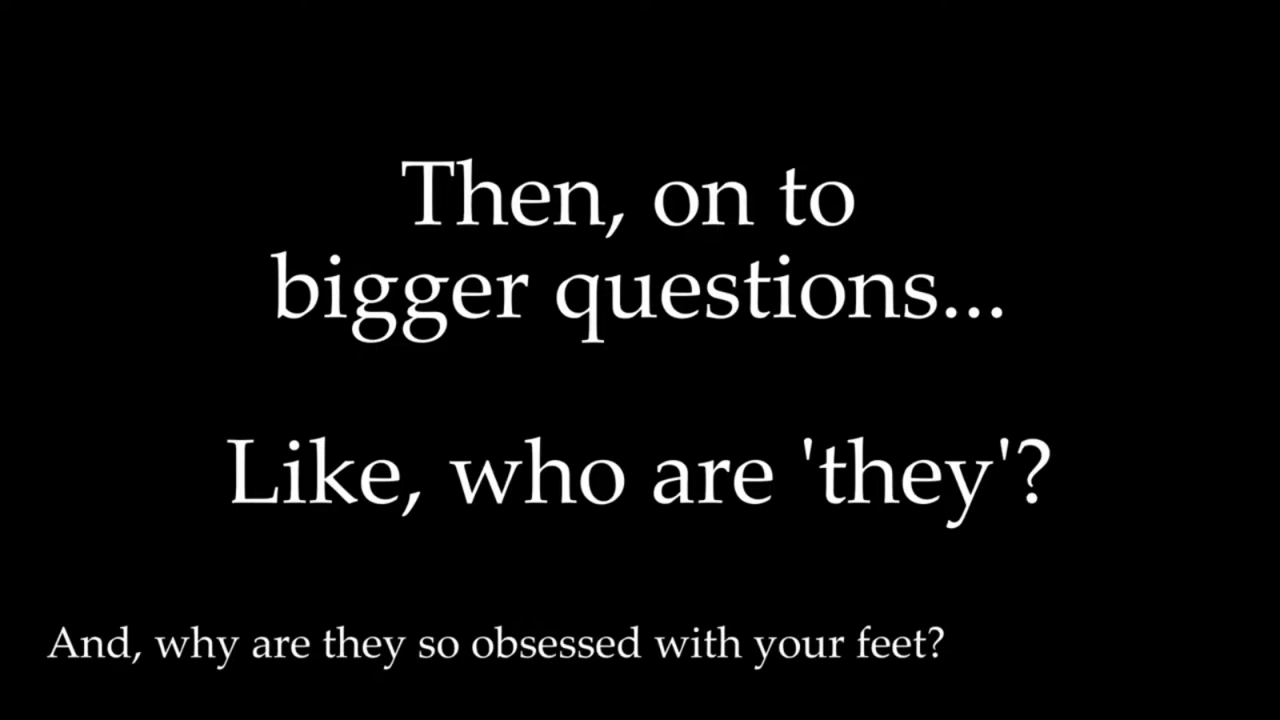 Then, on to
bigger questions...
Like, who are 'they'?
And, why are they so obsessed with your feet?